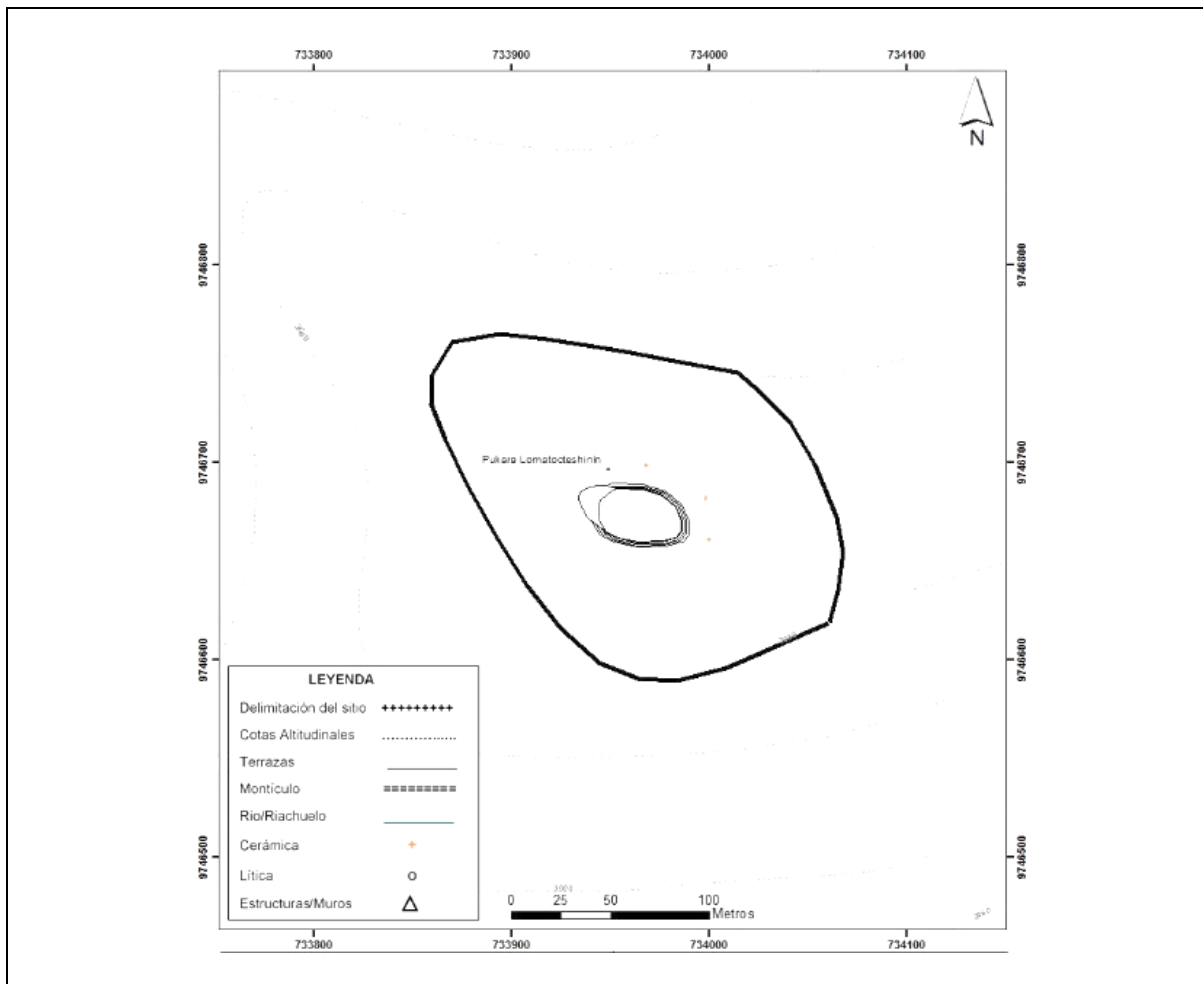 733800 733900 734000 734100
N
9746800 9746800
9746700 9746700
Pukara Lomatocteshinin
9746600 9746600
LEYENDA
Delimitación del sitio
Cotas Altitudinales
Terrazas
Montículo
Rio/Riachuelo
Cerámica
Lítica
Estructuras/Muros
9746500 9746500
0 25 50 100
Metros
733800 733900 734000 734100